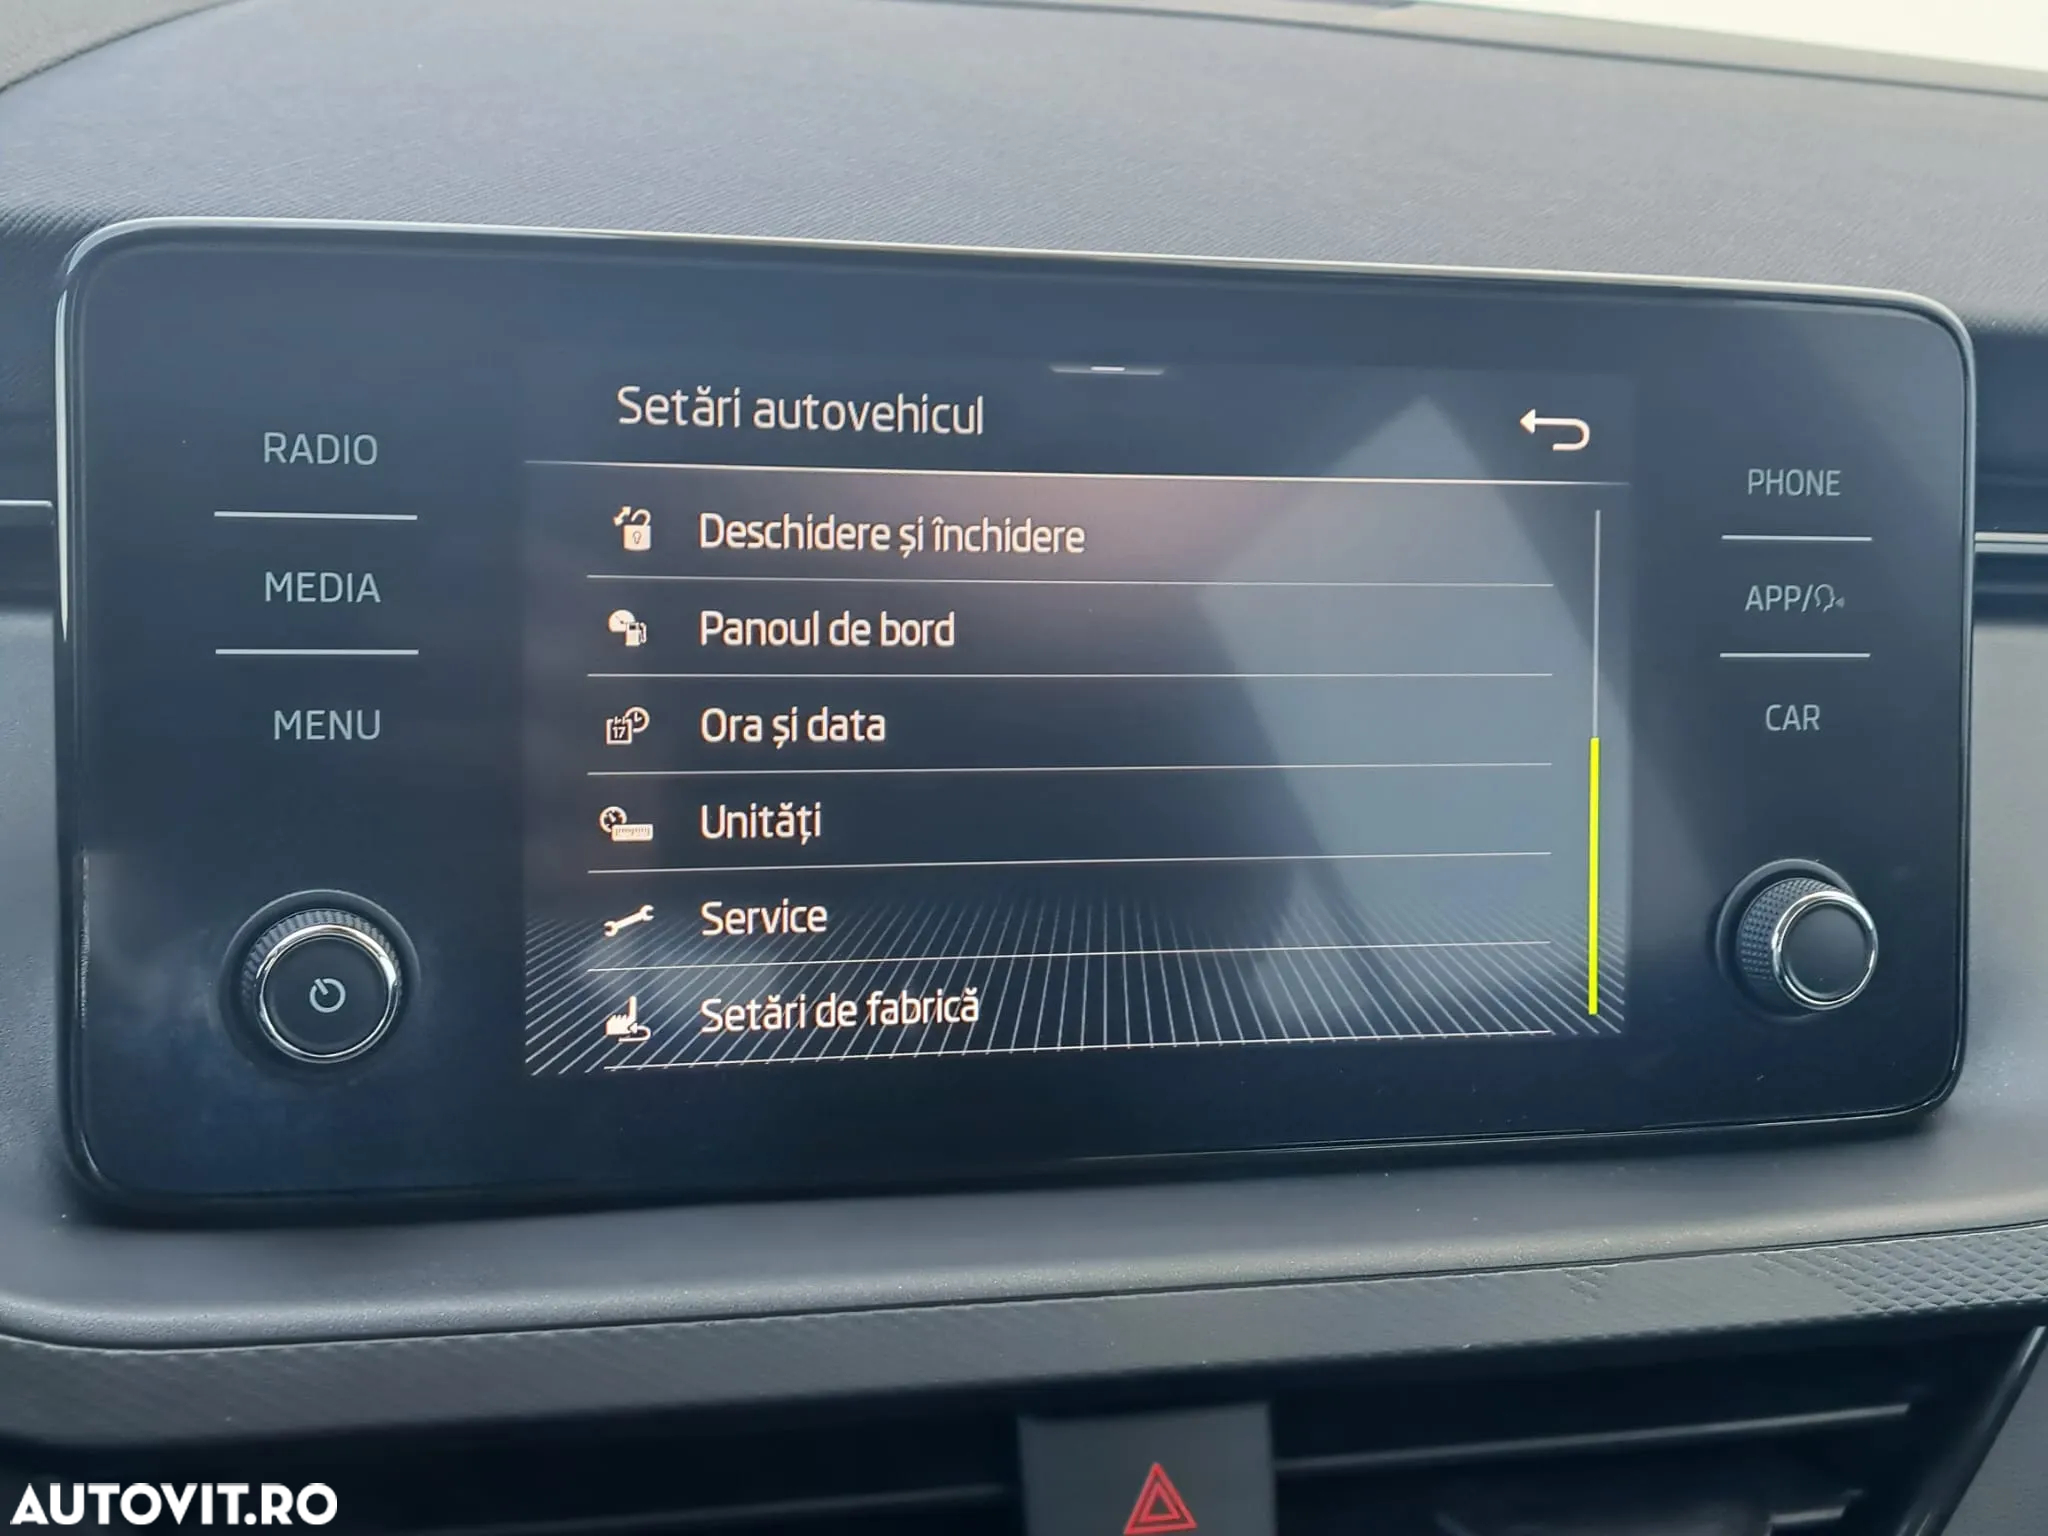 Setări autovehicul
RADIO
MEDIA
MENU
Deschidere și închidere
Panoul de bord
17
Ora și data
Unități
Service
Setări de fabrică
PHONE
APP/
CAR
AUTOVIT.RO